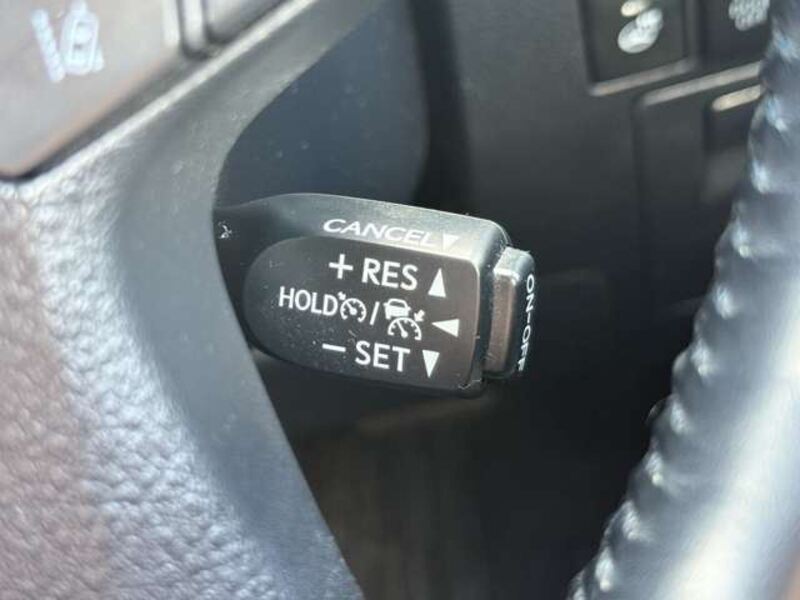 CANCEL▼
+ RES ▲
HOLD / ◀
− SET ▼
ON-OFF